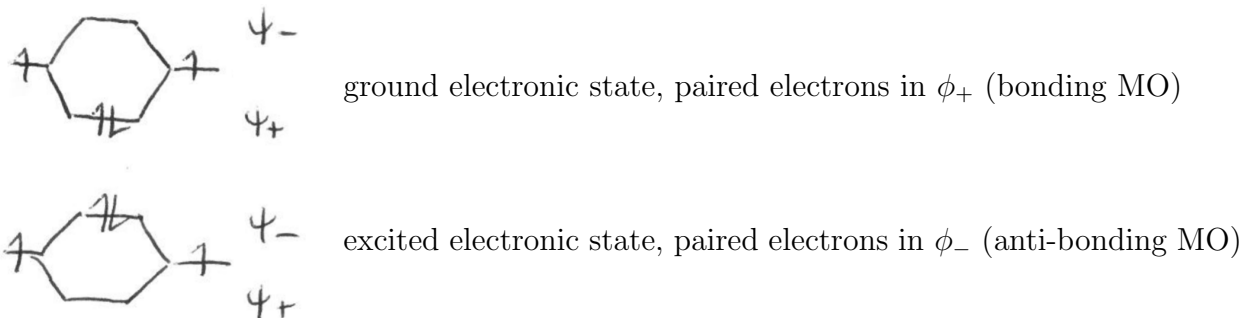 ψ−
ground electronic state, paired electrons in ϕ+ (bonding MO)
ψ+
ψ−
excited electronic state, paired electrons in ϕ− (anti-bonding MO)
ψ+